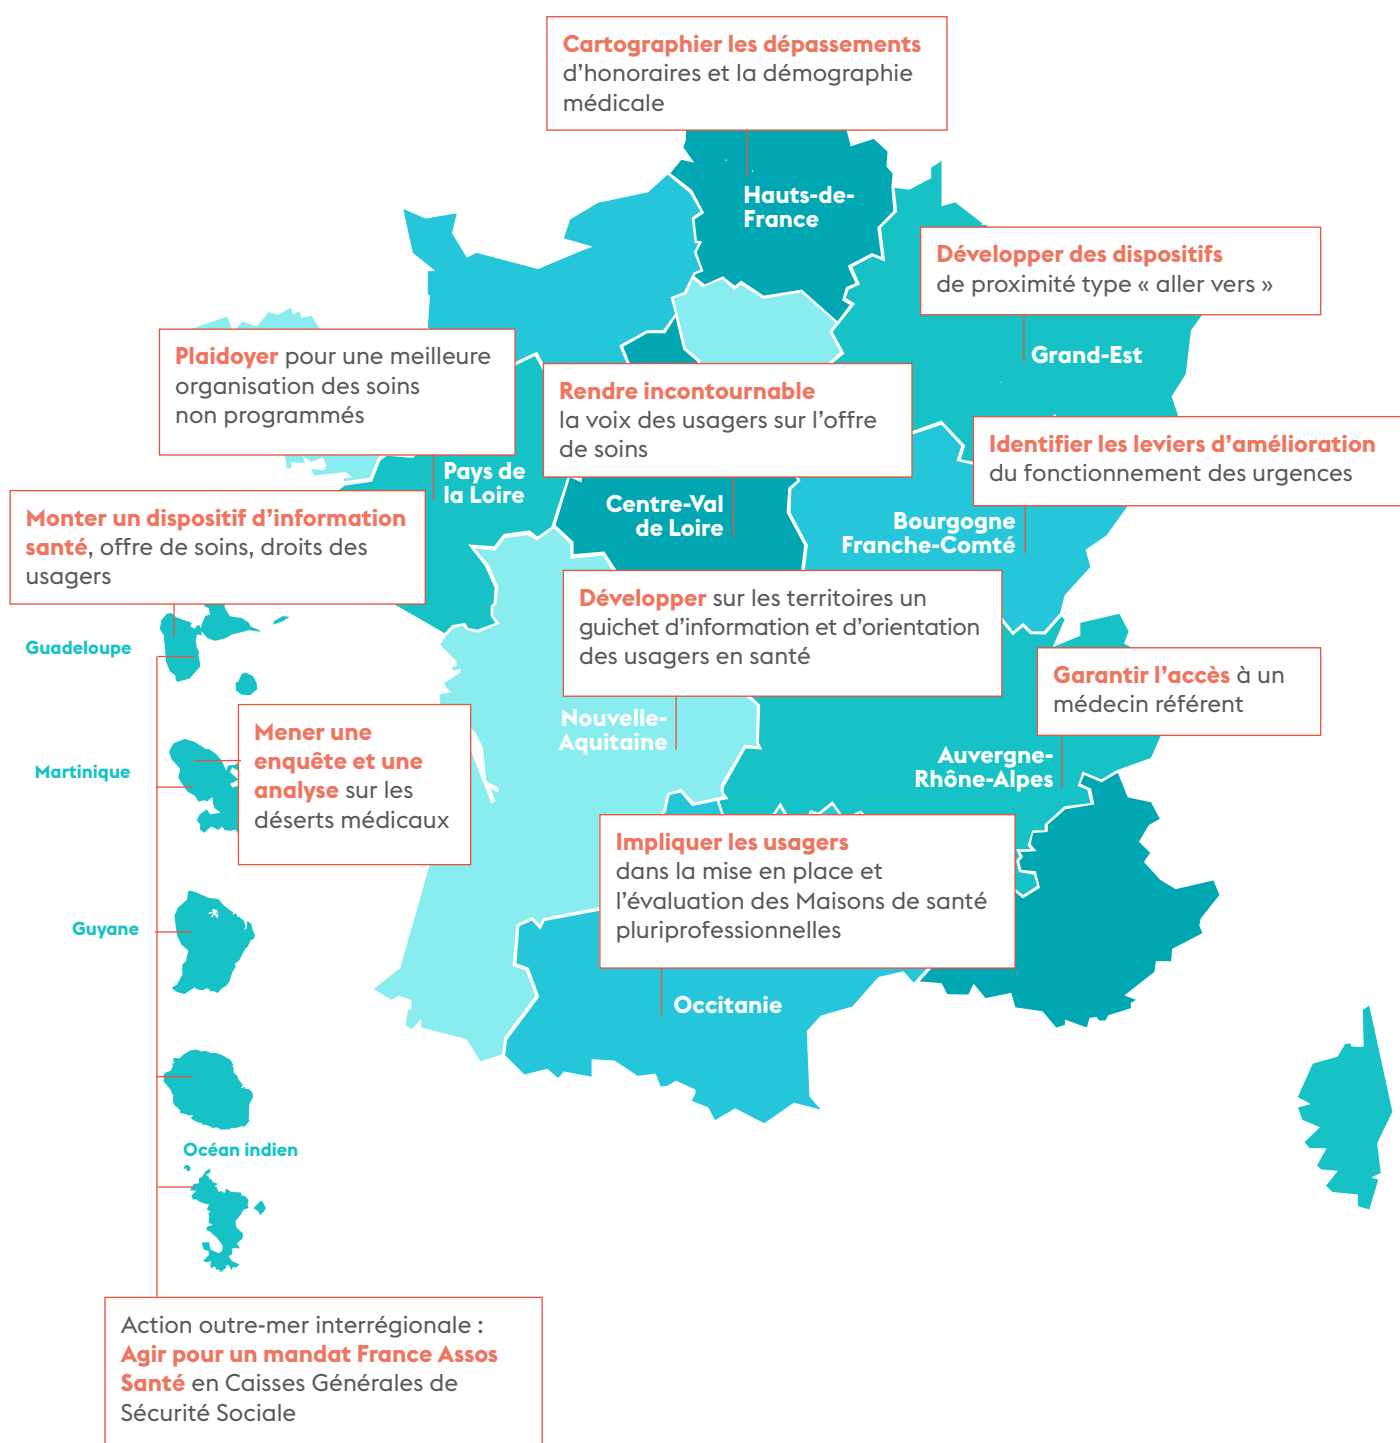 Cartographier les dépassements
d'honoraires et la démographie
médicale
Hauts-de-
France
Développer des dispositifs
de proximité type « aller vers »
Grand-Est
Plaidoyer pour une meilleure
organisation des soins
non programmés
Pays de
la Loire
Rendre incontournable
la voix des usagers sur l'offre
de soins
Centre-Val
de Loire
Identifier les leviers d'amélioration
du fonctionnement des urgences
Bourgogne
Franche-Comté
Monter un dispositif d'information
santé, offre de soins, droits des
usagers
Guadeloupe
Développer sur les territoires un
guichet d'information et d'orientation
des usagers en santé
Nouvelle-
Aquitaine
Garantir l'accès à un
médecin référent
Auvergne-
Rhône-Alpes
Mener une
enquête et une
analyse sur les
déserts médicaux
Martinique
Impliquer les usagers
dans la mise en place et
l'évaluation des Maisons de santé
pluriprofessionnelles
Occitanie
Guyane
Océan indien
Action outre-mer interrégionale :
Agir pour un mandat France Assos
Santé en Caisses Générales de
Sécurité Sociale